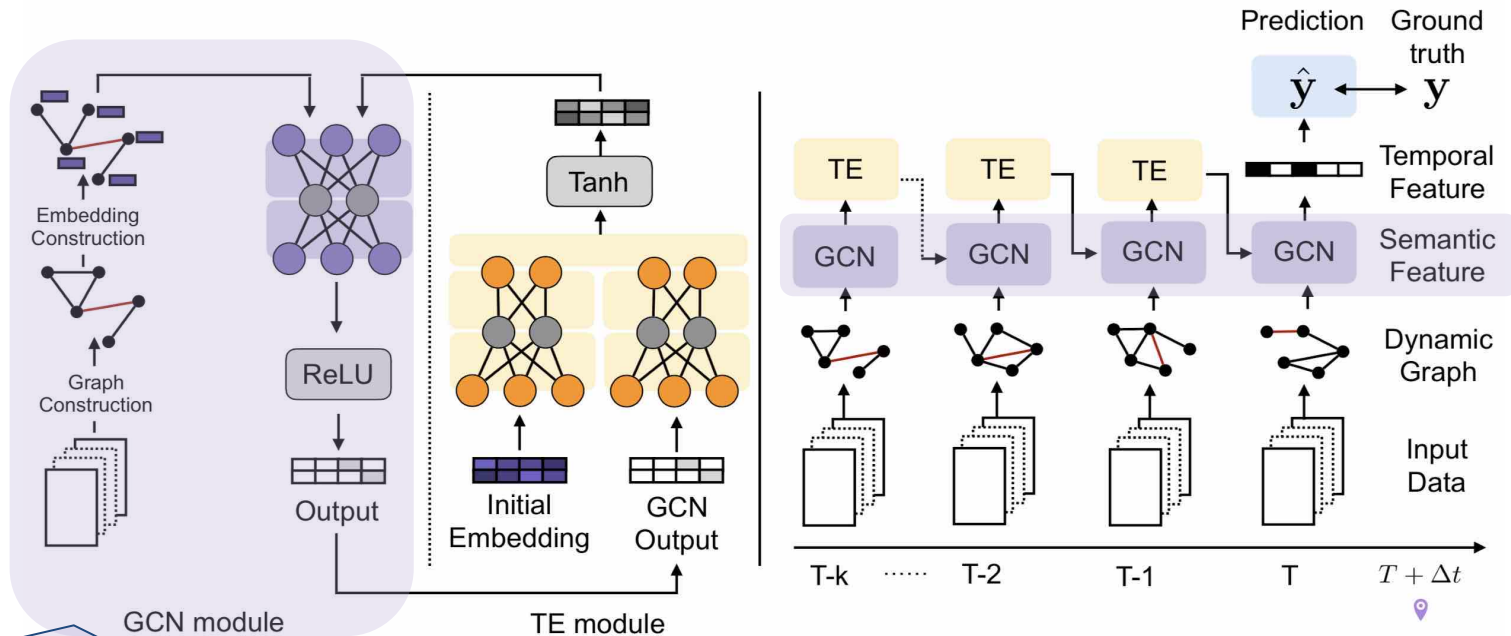 Embedding
Construction
Graph
Construction
ReLU
Output
GCN module
Tanh
Initial
Embedding
GCN
Output
TE module
Prediction
Ground
truth
ŷ
y
TE
TE
TE
Temporal
Feature
GCN
GCN
GCN
GCN
Semantic
Feature
Dynamic
Graph
Input
Data
T-k ...... T-2 T-1 T T + Δt